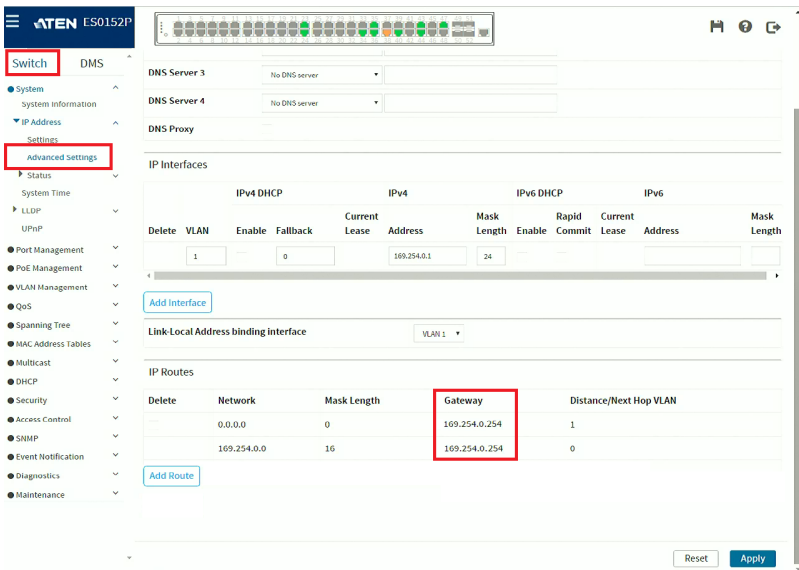 ATEN ES0152P
Switch DMS
System
System Information
IP Address
Settings
Advanced Settings
Status
System Time
LLDP
UPnP
Port Management
PoE Management
VLAN Management
QoS
Spanning Tree
MAC Address Tables
Multicast
DHCP
Security
Access Control
SNMP
Event Notification
Diagnostics
Maintenance
DNS Server 3 No DNS server
DNS Server 4 No DNS server
DNS Proxy
IP Interfaces
IPv4 DHCP IPv4 IPv6 DHCP IPv6
Delete VLAN Enable Fallback Current Lease Address Mask Length Enable Rapid Commit Current Lease Address Mask Length
1 0 169.254.0.1 24
Add Interface
Link-Local Address binding interface VLAN 1
IP Routes
Delete Network Mask Length Gateway Distance/Next Hop VLAN
0.0.0.0 0 169.254.0.254 1
169.254.0.0 16 169.254.0.254 0
Add Route
Reset Apply